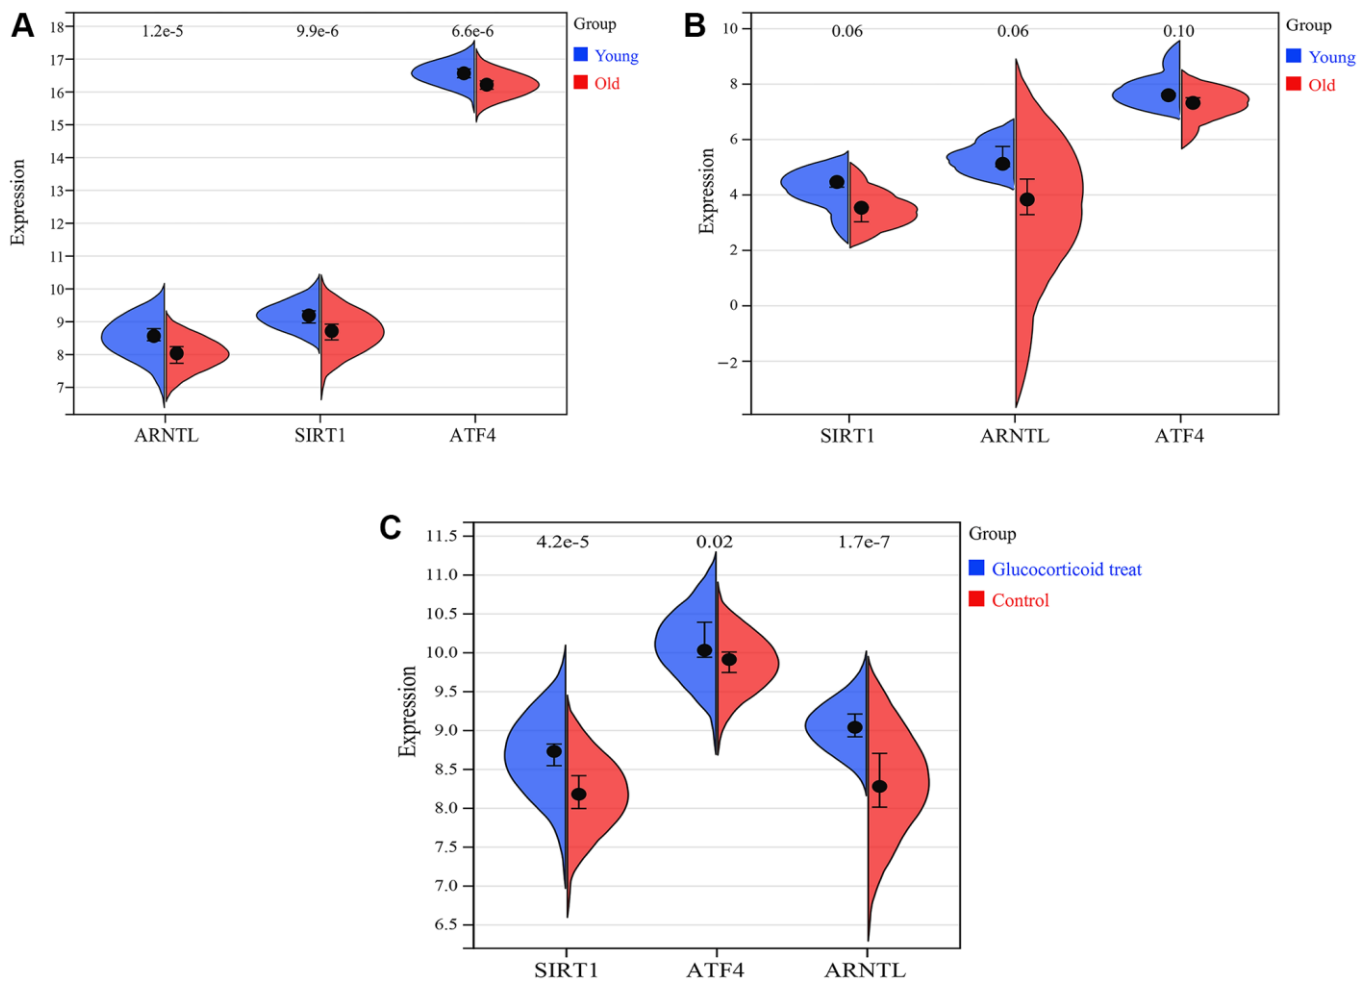 A
1.2e-5 9.9e-6 6.6e-6
Group
Young
Old
Expression
18
17
16
15
14
13
12
11
10
9
8
7
ARNTL SIRT1 ATF4
B
0.06 0.06 0.10
Group
Young
Old
Expression
10
8
6
4
2
0
−2
SIRT1 ARNTL ATF4
C
4.2e-5 0.02 1.7e-7
Group
Glucocorticoid treat
Control
Expression
11.5
11.0
10.5
10.0
9.5
9.0
8.5
8.0
7.5
7.0
6.5
SIRT1 ATF4 ARNTL